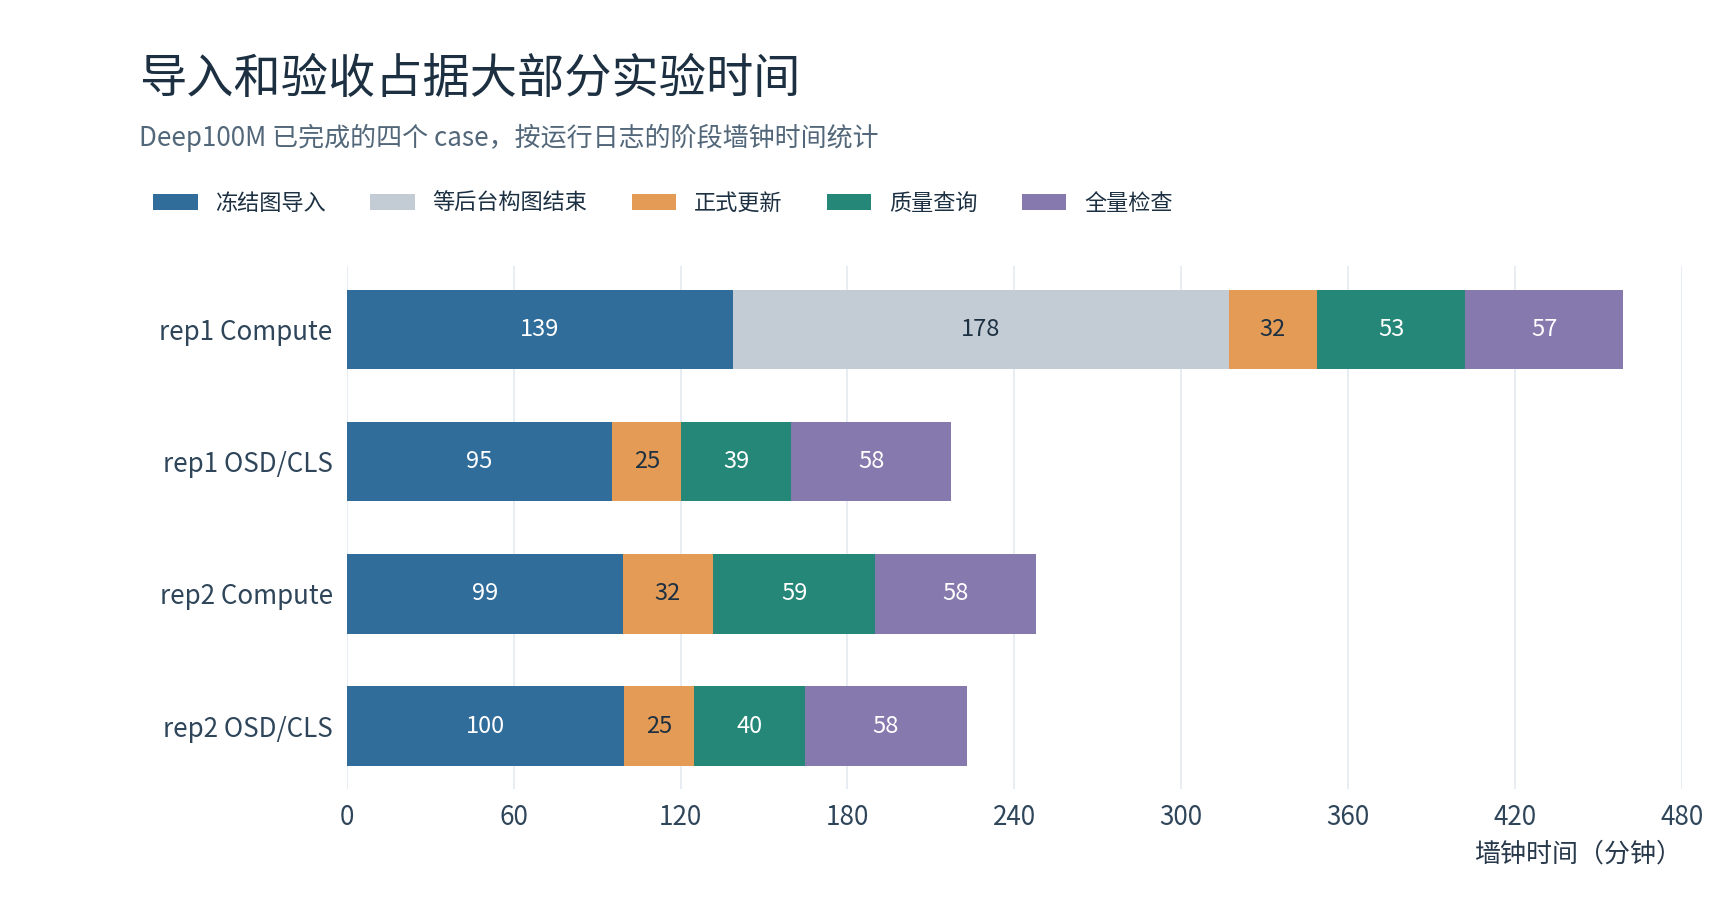 导入和验收占据大部分实验时间
Deep100M 已完成的四个 case，按运行日志的阶段墙钟时间统计
冻结图导入 等后台构图结束 正式更新 质量查询 全量检查
rep1 Compute 139 178 32 53 57
rep1 OSD/CLS 95 25 39 58
rep2 Compute 99 32 59 58
rep2 OSD/CLS 100 25 40 58
0 60 120 180 240 300 360 420 480
墙钟时间（分钟）